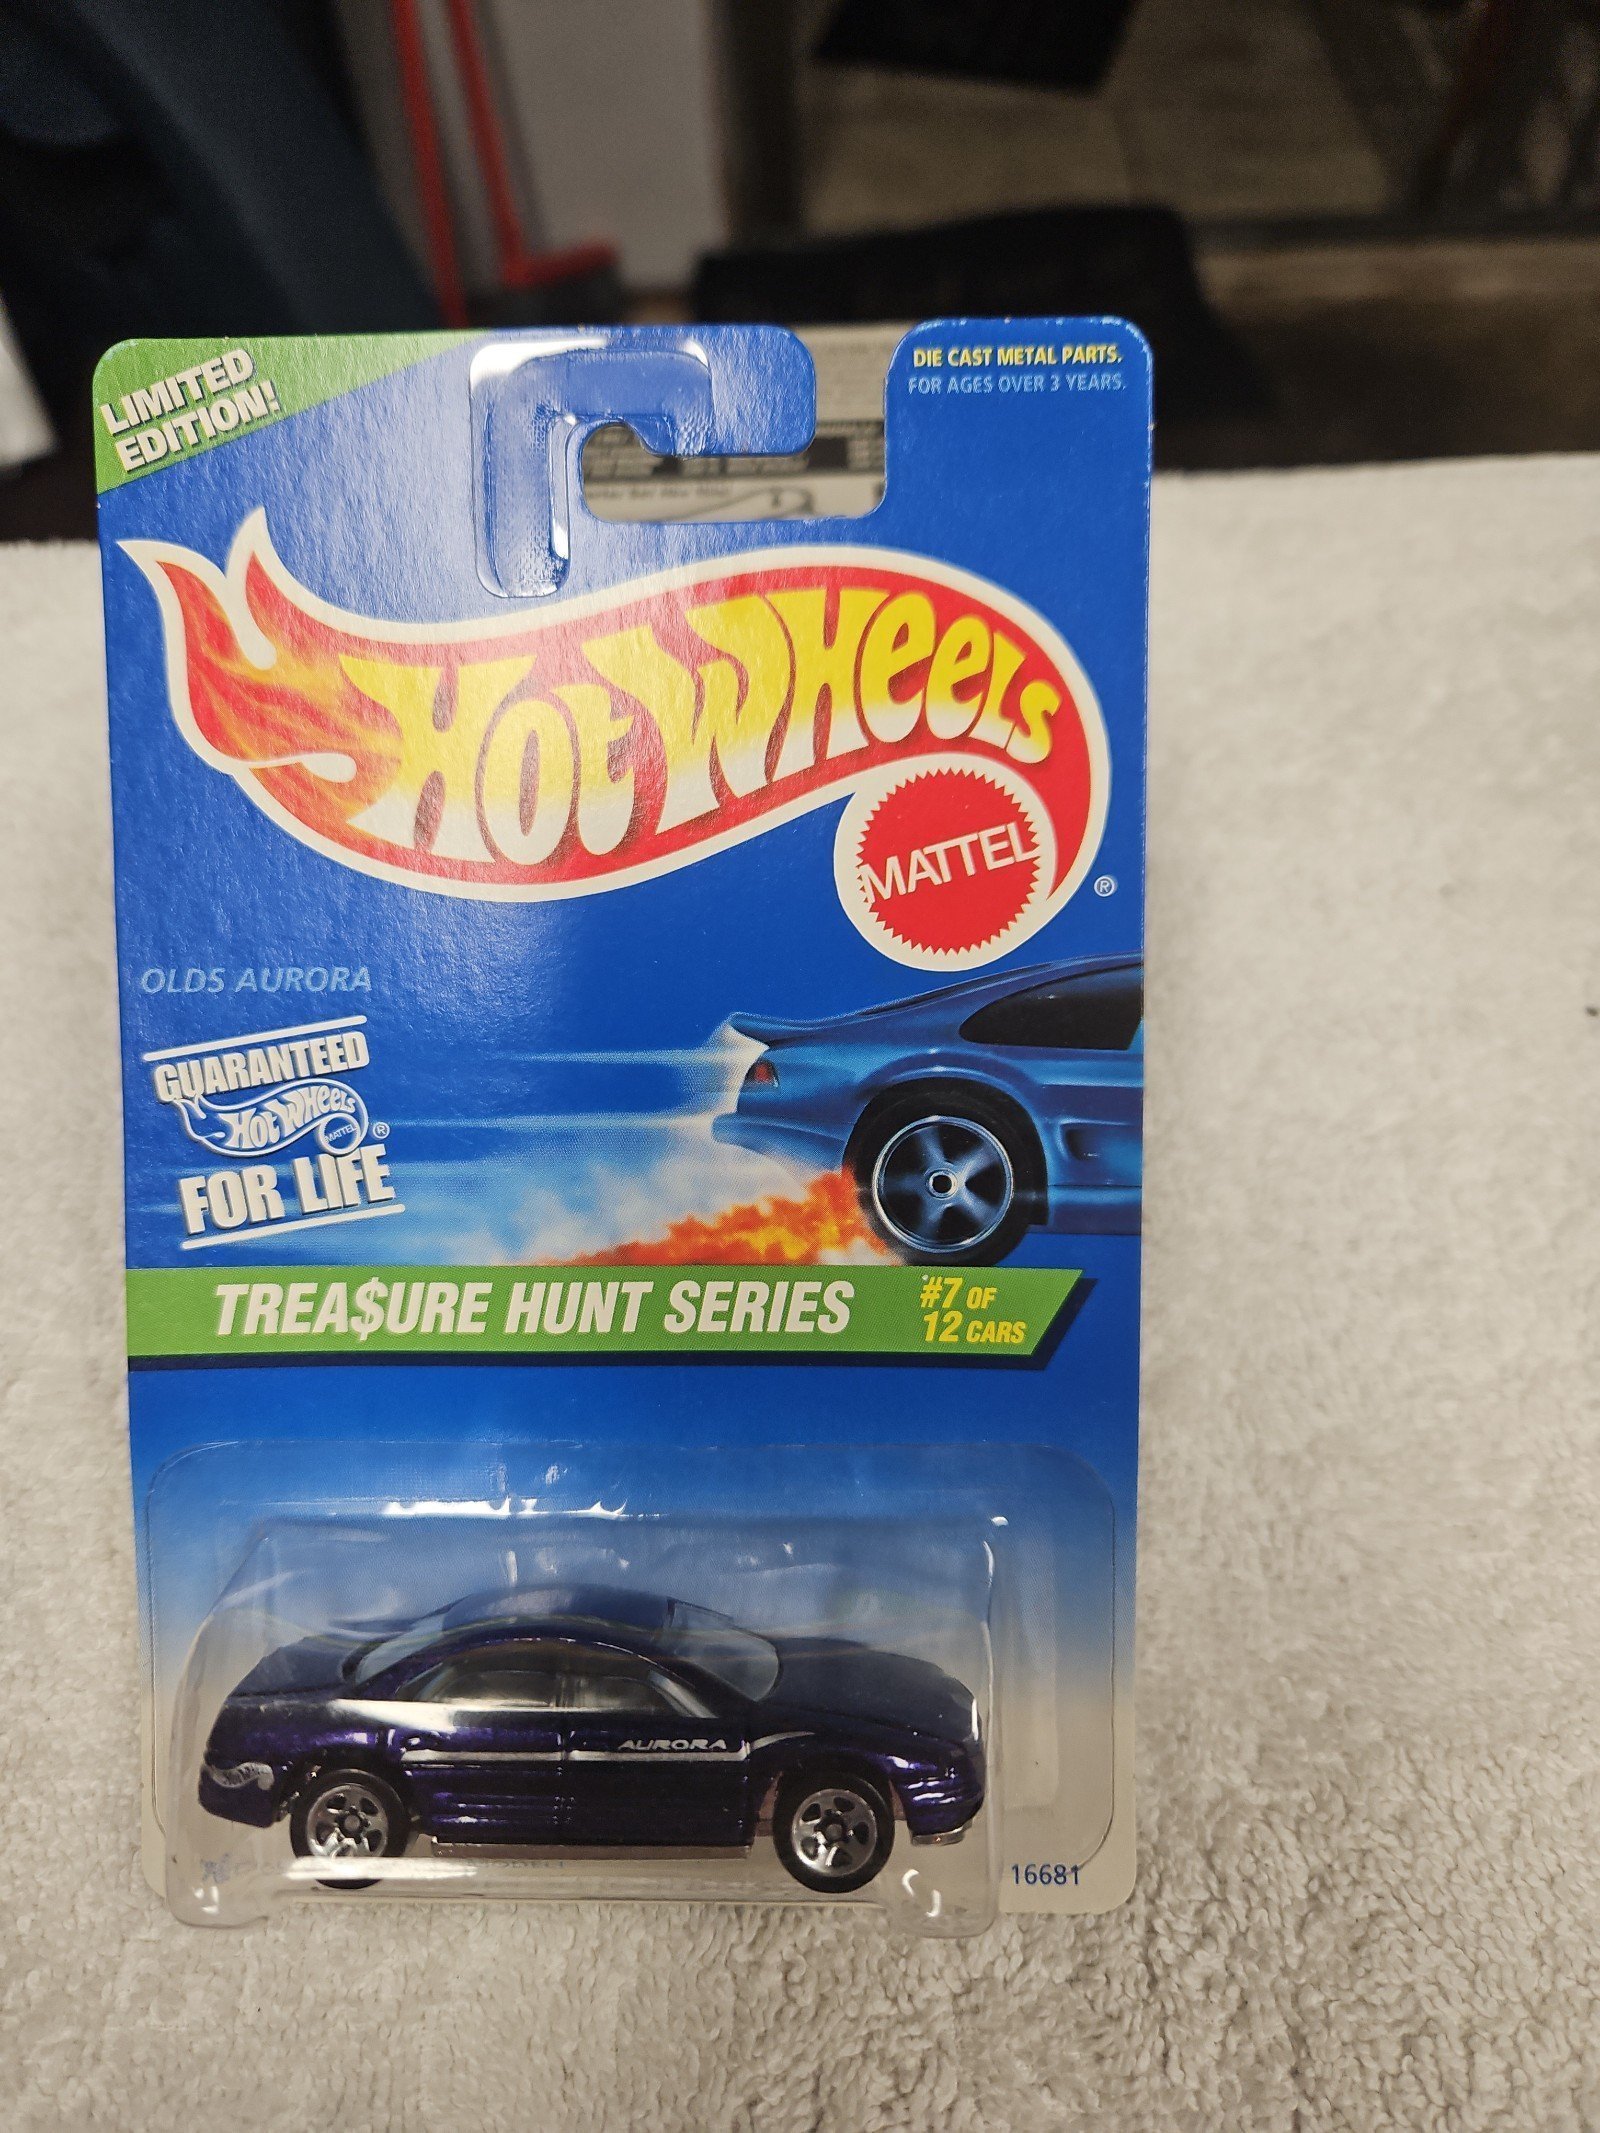 LIMITED
EDITION!
DIE CAST METAL PARTS.
FOR AGES OVER 3 YEARS.
HOT WHEELS
MATTEL
®
OLDS AURORA
GUARANTEED
HOT WHEELS
MATTEL
®
FOR LIFE
TREA$URE HUNT SERIES
#7 OF
12 CARS
AURORA
16681